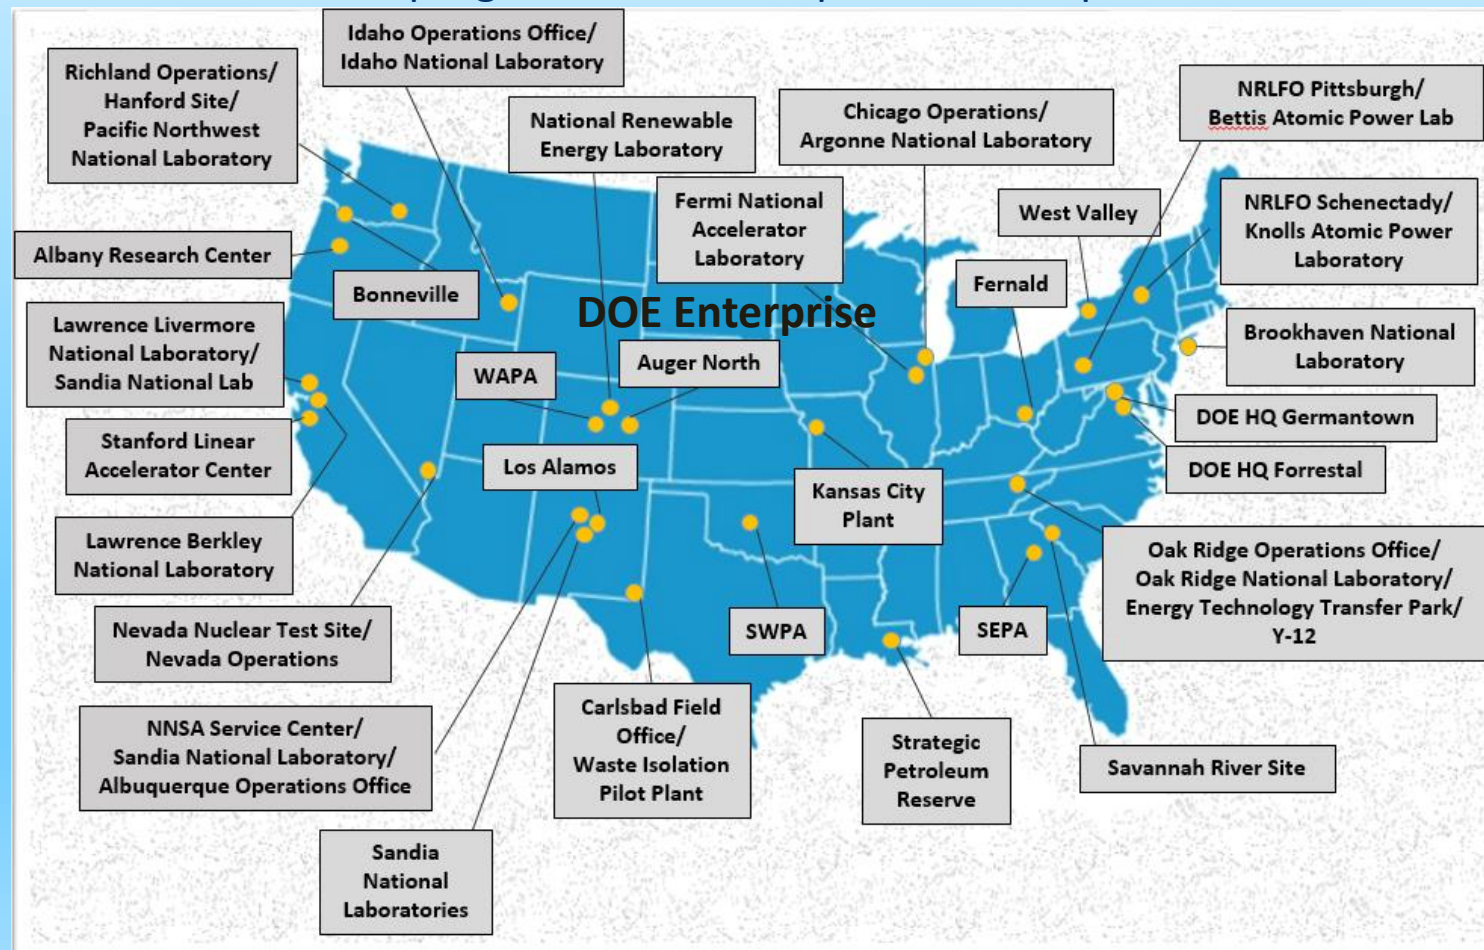 Idaho Operations Office/
Idaho National Laboratory
Richland Operations/
Hanford Site/
Pacific Northwest
National Laboratory
National Renewable
Energy Laboratory
Chicago Operations/
Argonne National Laboratory
NRLFO Pittsburgh/
Bettis Atomic Power Lab
Fermi National
Accelerator
Laboratory
West Valley
NRLFO Schenectady/
Knolls Atomic Power
Laboratory
Albany Research Center
Bonneville
Fernald
DOE Enterprise
Lawrence Livermore
National Laboratory/
Sandia National Lab
WAPA
Auger North
Brookhaven National
Laboratory
DOE HQ Germantown
Stanford Linear
Accelerator Center
Los Alamos
DOE HQ Forrestal
Kansas City
Plant
Lawrence Berkley
National Laboratory
Oak Ridge Operations Office/
Oak Ridge National Laboratory/
Energy Technology Transfer Park/
Y-12
Nevada Nuclear Test Site/
Nevada Operations
SWPA
SEPA
NNSA Service Center/
Sandia National Laboratory/
Albuquerque Operations Office
Carlsbad Field
Office/
Waste Isolation
Pilot Plant
Strategic
Petroleum
Reserve
Savannah River Site
Sandia
National
Laboratories